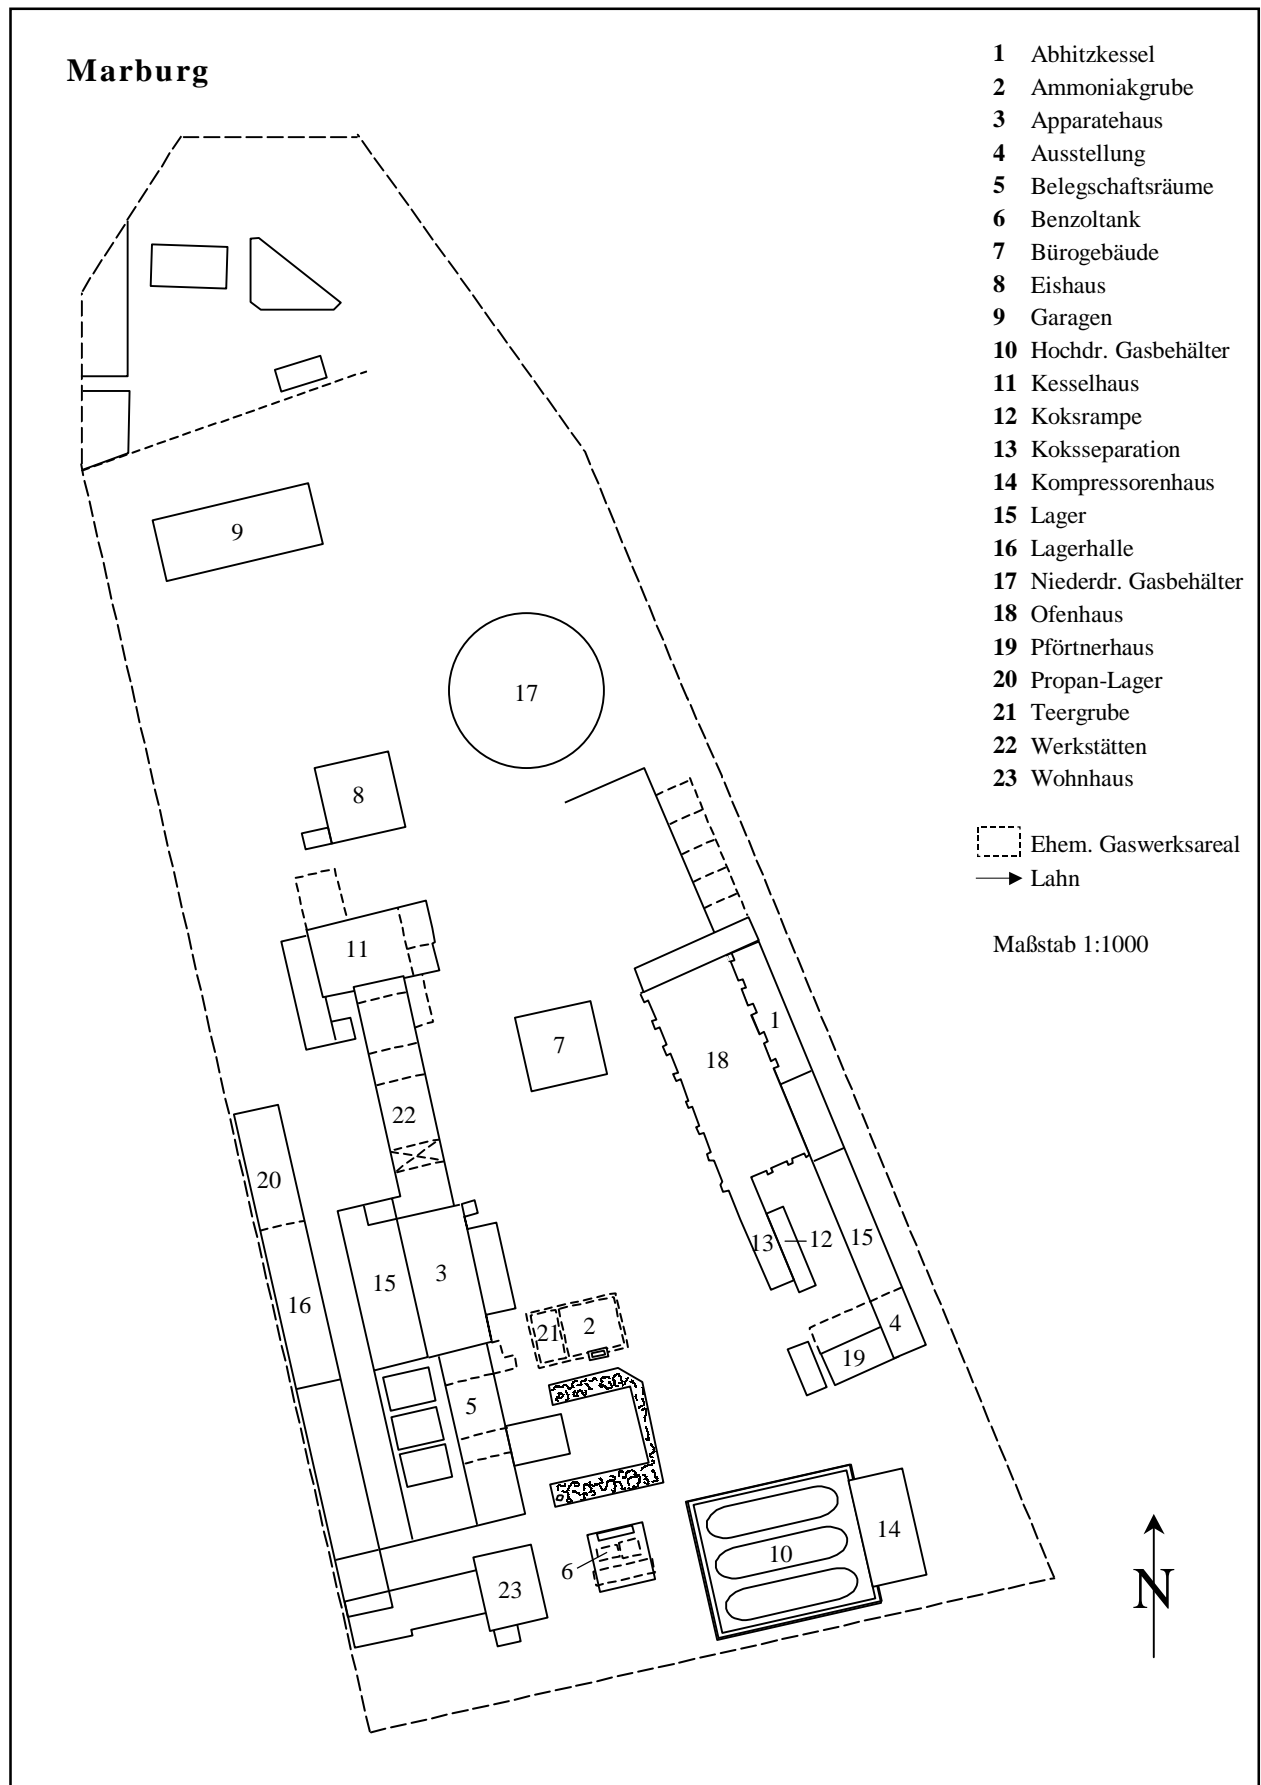 Marburg
1 Abhitzkessel
2 Ammoniakgrube
3 Apparatehaus
4 Ausstellung
5 Belegschaftsräume
6 Benzoltank
7 Bürogebäude
8 Eishaus
9 Garagen
10 Hochdr. Gasbehälter
11 Kesselhaus
12 Koksrampe
13 Koksseparation
14 Kompressorenhaus
15 Lager
16 Lagerhalle
17 Niederdr. Gasbehälter
18 Ofenhaus
19 Pförtnerhaus
20 Propan-Lager
21 Teergrube
22 Werkstätten
23 Wohnhaus
Ehem. Gaswerksareal
Lahn
Maßstab 1:1000
9
17
8
11
1
7
18
22
20
13
12
15
3
15
16
21
2
4
19
5
14
10
6
23
N